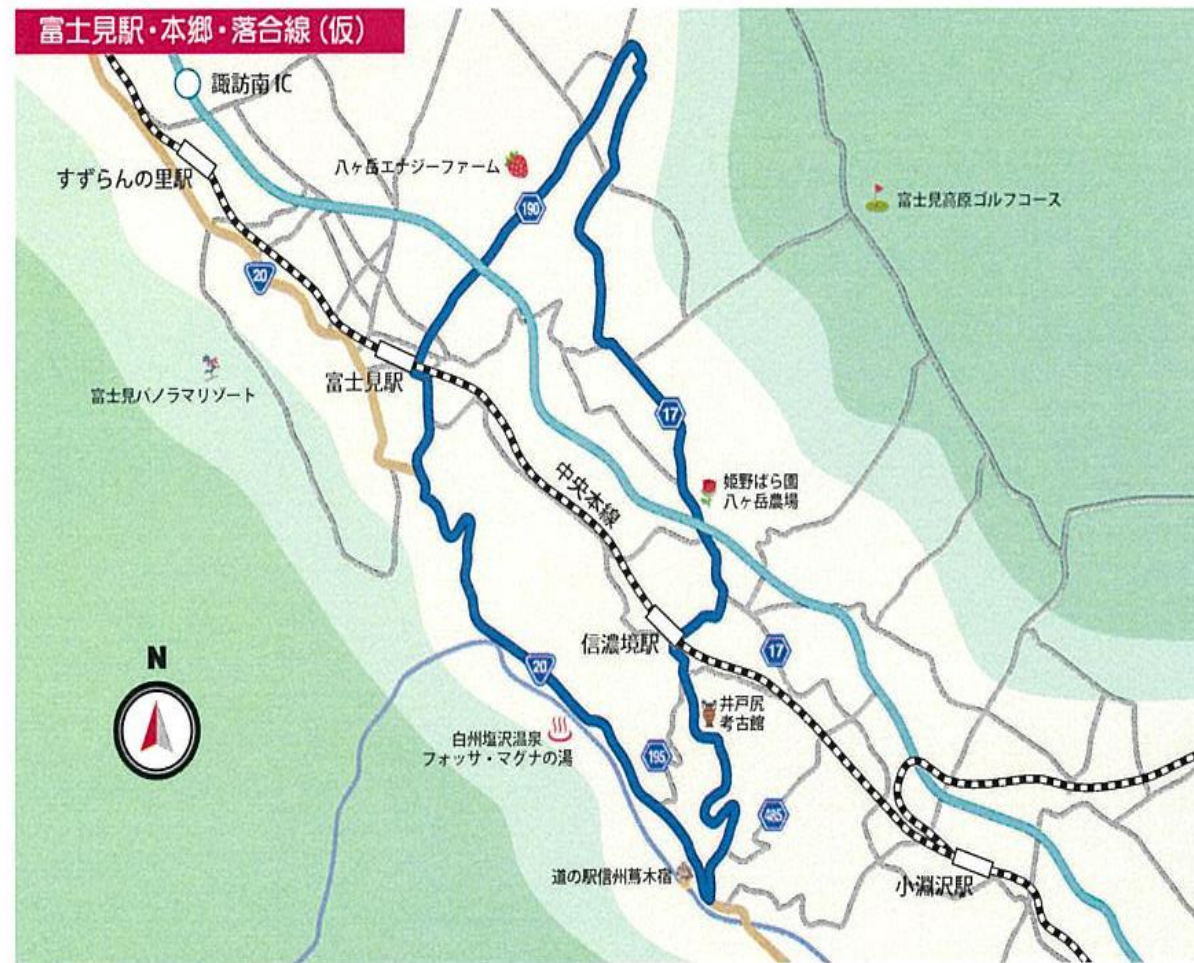 富士見駅・本郷・落合線（仮）
諏訪南IC
すずらんの里駅
八ヶ岳エナジーファーム
190
富士見高原ゴルフコース
20
富士見駅
富士見パノラマリゾート
17
中央本線
姫野ばら園
八ヶ岳農場
N
信濃境駅
17
20
井戸尻
考古館
白州塩沢温泉
フォッサ・マグナの湯
195
485
道の駅信州蔦木宿
小淵沢駅